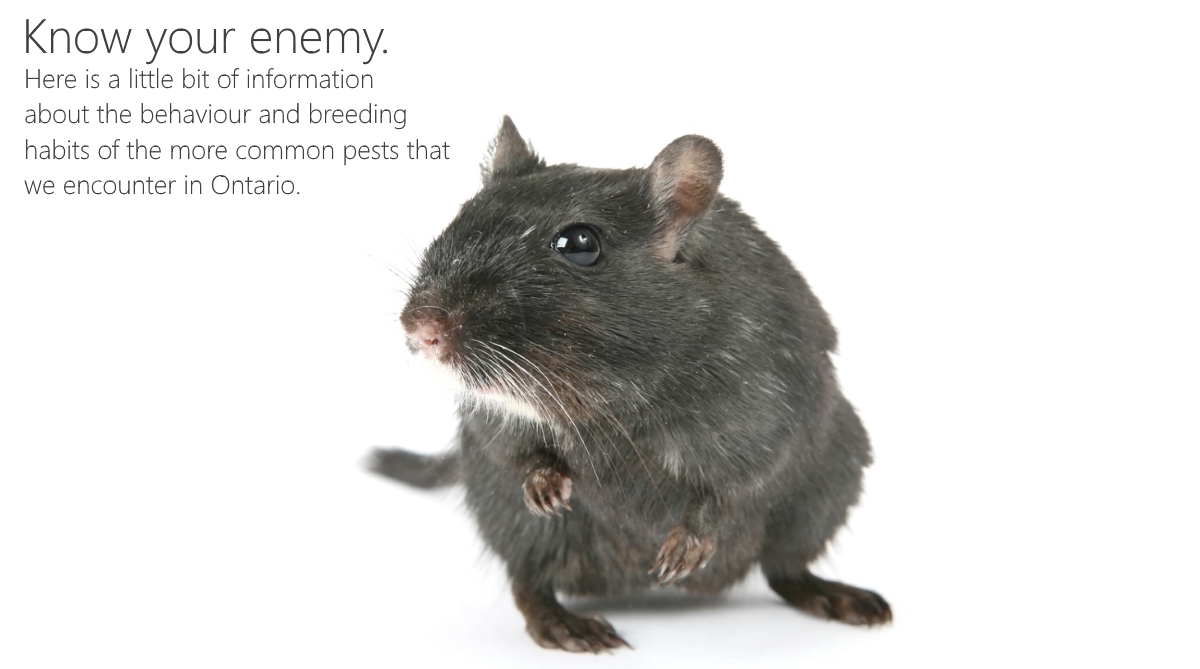 Know your enemy.
Here is a little bit of information
about the behaviour and breeding
habits of the more common pests that
we encounter in Ontario.